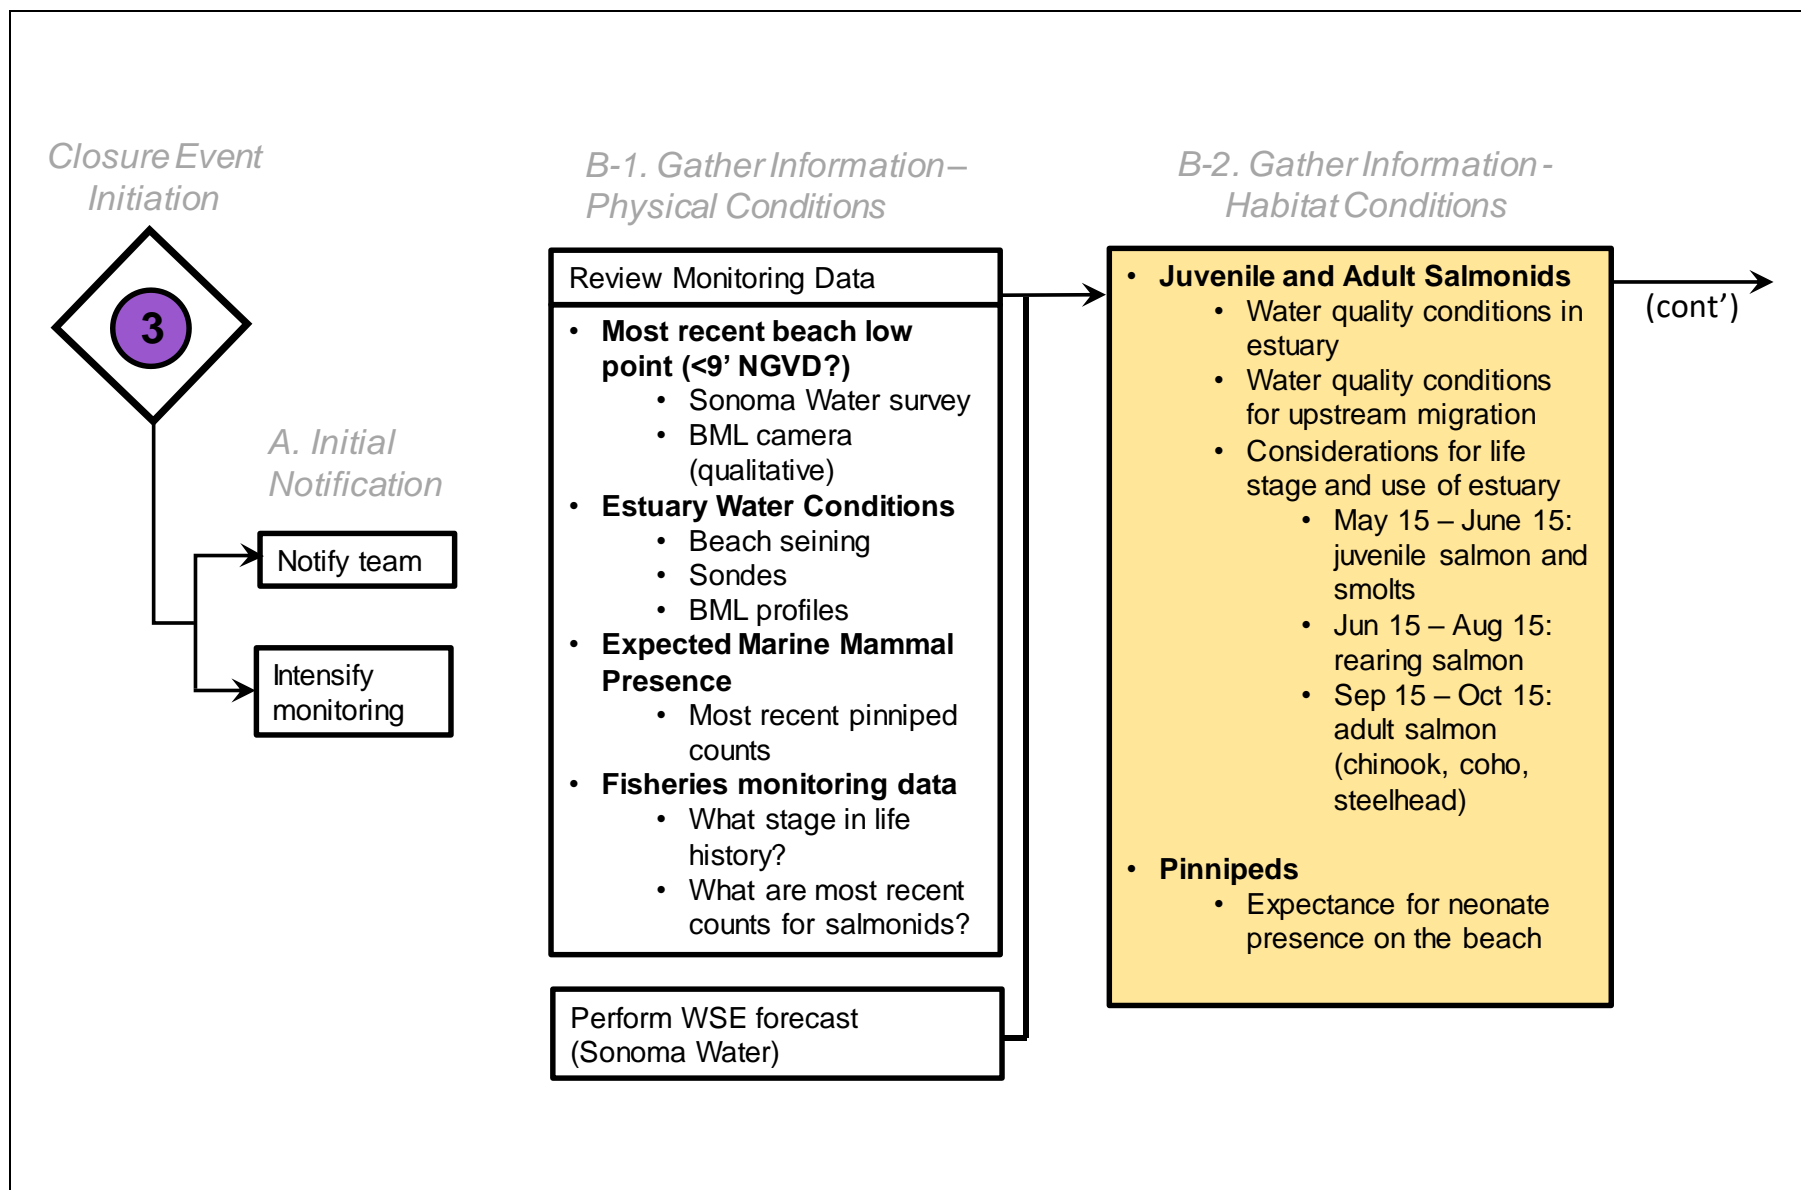 Closure Event
Initiation
3
A. Initial
Notification
Notify team
Intensify
monitoring
B-1. Gather Information –
Physical Conditions
Review Monitoring Data
• Most recent beach low
point (<9’ NGVD?)
• Sonoma Water survey
• BML camera
(qualitative)
• Estuary Water Conditions
• Beach seining
• Sondes
• BML profiles
• Expected Marine Mammal
Presence
• Most recent pinniped
counts
• Fisheries monitoring data
• What stage in life
history?
• What are most recent
counts for salmonids?
Perform WSE forecast
(Sonoma Water)
B-2. Gather Information -
Habitat Conditions
• Juvenile and Adult Salmonids
• Water quality conditions in
estuary
• Water quality conditions
for upstream migration
• Considerations for life
stage and use of estuary
• May 15 – June 15:
juvenile salmon and
smolts
• Jun 15 – Aug 15:
rearing salmon
• Sep 15 – Oct 15:
adult salmon
(chinook, coho,
steelhead)
• Pinnipeds
• Expectance for neonate
presence on the beach
(cont’)